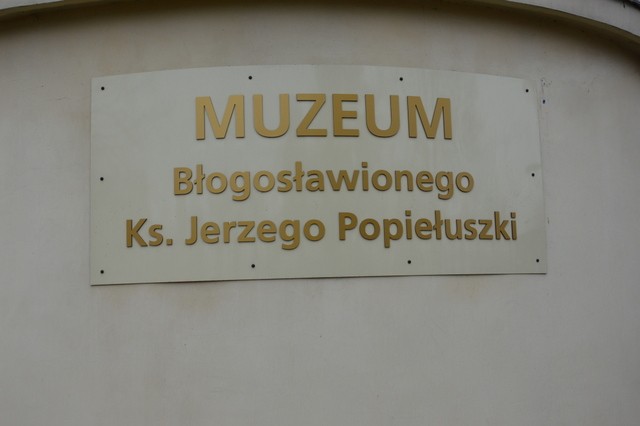 MUZEUM
Błogosławionego
Ks. Jerzego Popiełuszki